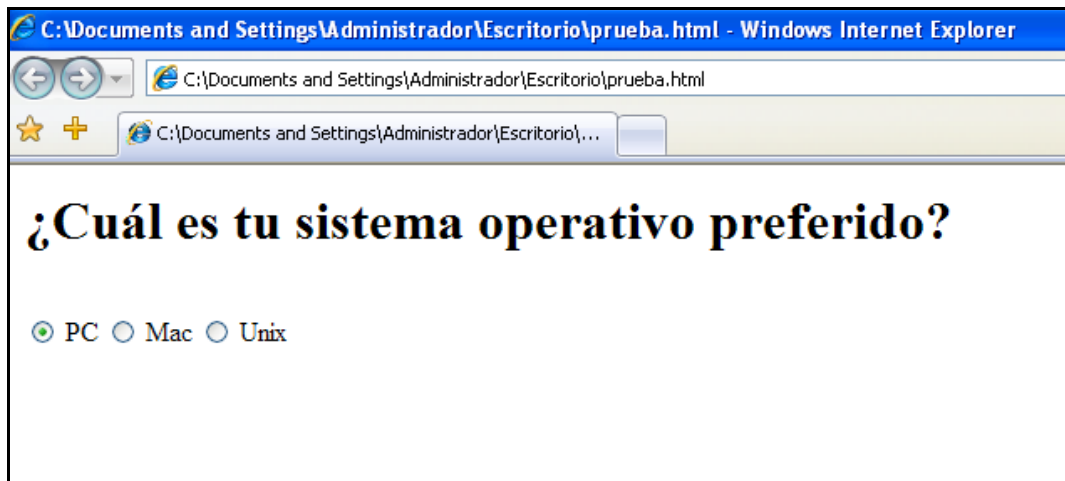 C:\Documents and Settings\Administrador\Escritorio\prueba.html - Windows Internet Explorer
C:\Documents and Settings\Administrador\Escritorio\prueba.html
C:\Documents and Settings\Administrador\Escritorio\...
¿Cuál es tu sistema operativo preferido?
PC Mac Unix